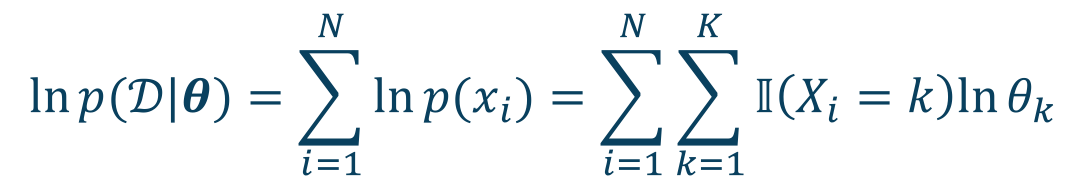 ln p(𝒟|𝜽) = ∑_{i=1}^{N} ln p(x_i) = ∑_{i=1}^{N} ∑_{k=1}^{K} 𝕀(X_i = k)ln θ_k